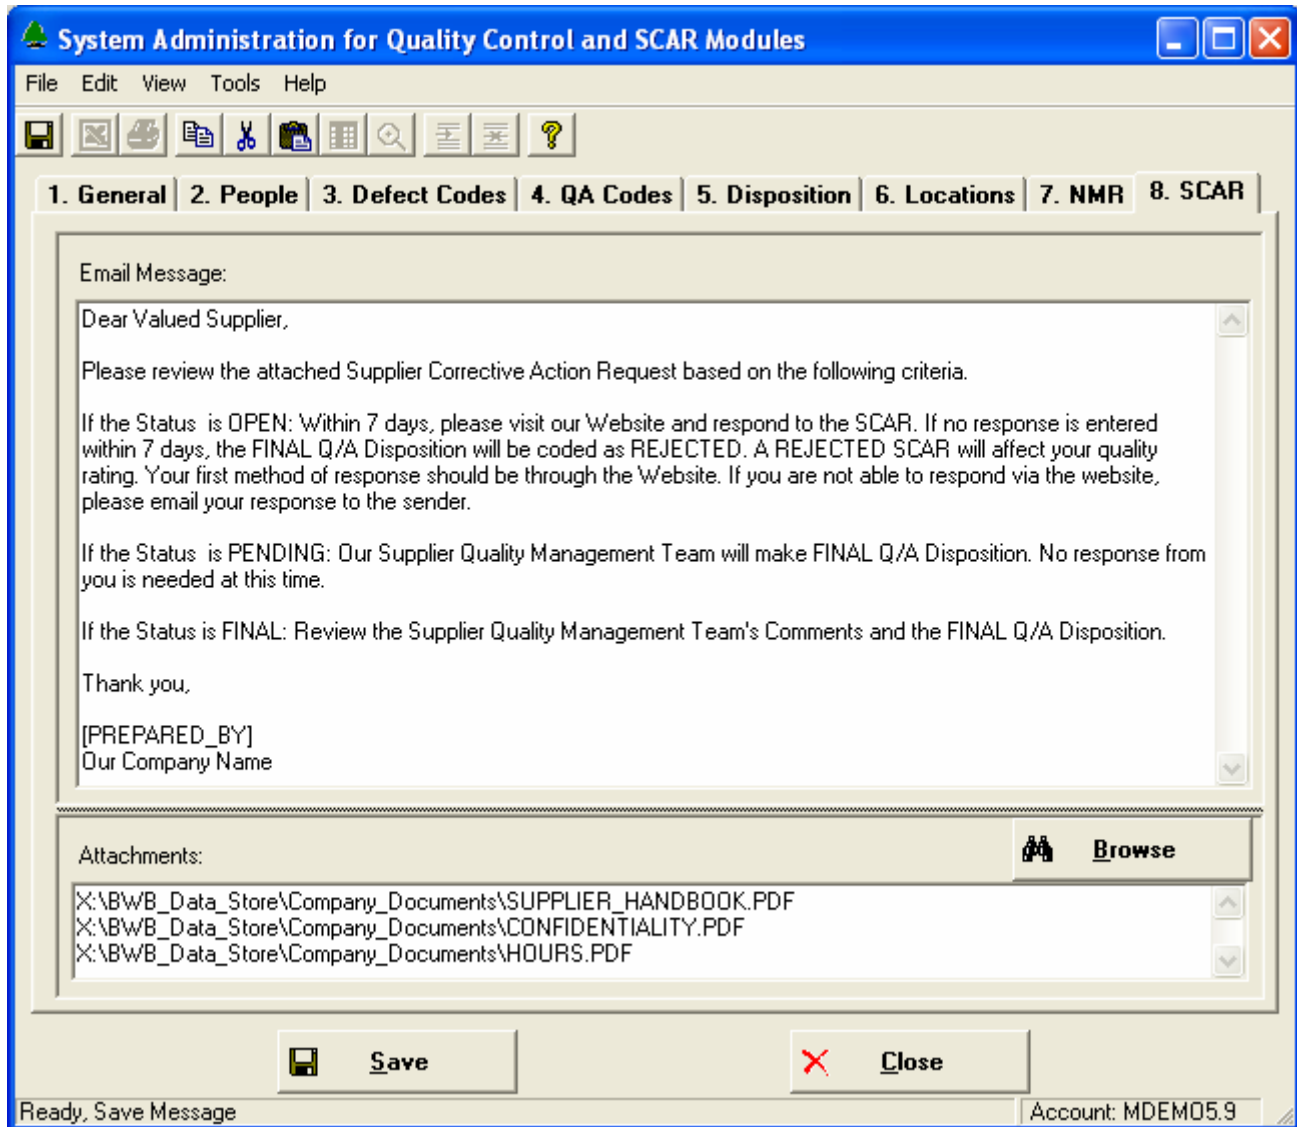 System Administration for Quality Control and SCAR Modules
File Edit View Tools Help
1. General 2. People 3. Defect Codes 4. QA Codes 5. Disposition 6. Locations 7. NMR 8. SCAR
Email Message:
Dear Valued Supplier,
Please review the attached Supplier Corrective Action Request based on the following criteria.
If the Status  is OPEN: Within 7 days, please visit our Website and respond to the SCAR. If no response is entered
within 7 days, the FINAL Q/A Disposition will be coded as REJECTED. A REJECTED SCAR will affect your quality
rating. Your first method of response should be through the Website. If you are not able to respond via the website,
please email your response to the sender.
If the Status  is PENDING: Our Supplier Quality Management Team will make FINAL Q/A Disposition. No response from
you is needed at this time.
If the Status is FINAL: Review the Supplier Quality Management Team's Comments and the FINAL Q/A Disposition.
Thank you,
[PREPARED_BY]
Our Company Name
Attachments:
Browse
X:\BWB_Data_Store\Company_Documents\SUPPLIER_HANDBOOK.PDF
X:\BWB_Data_Store\Company_Documents\CONFIDENTIALITY.PDF
X:\BWB_Data_Store\Company_Documents\HOURS.PDF
Save Close
Ready, Save Message Account: MDEMO5.9